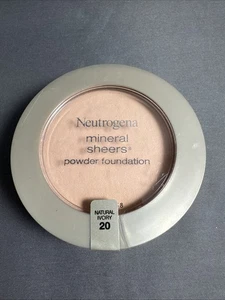 Neutrogena
mineral
sheers
powder foundation
NATURAL
IVORY
20